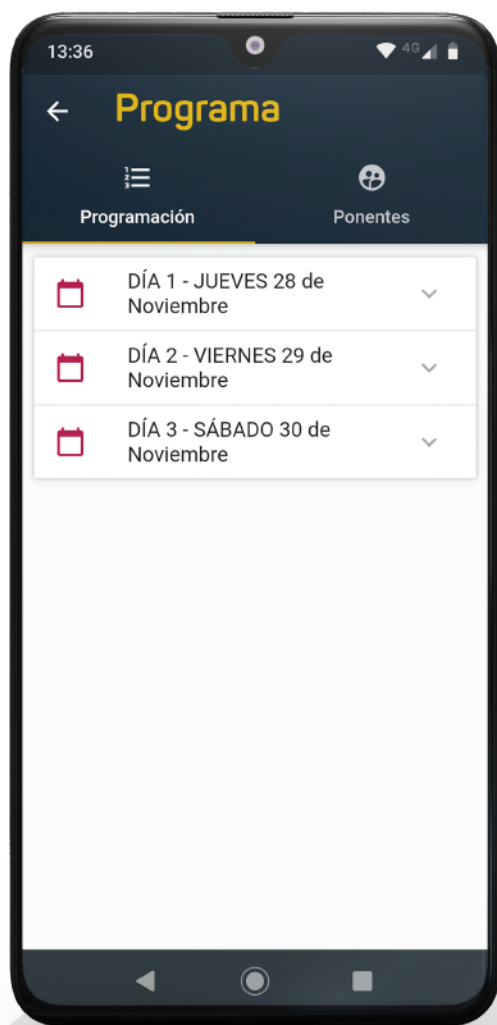 13:36
4G
Programa
Programación
Ponentes
DÍA 1 - JUEVES 28 de
Noviembre
DÍA 2 - VIERNES 29 de
Noviembre
DÍA 3 - SÁBADO 30 de
Noviembre